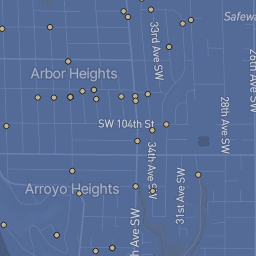 Safewa
33rd Ave SW
26th Ave SW
Arbor Heights
28th Ave SW
SW 104th St
34th Ave SW
Arroyo Heights
31st Ave SW
h Ave SW